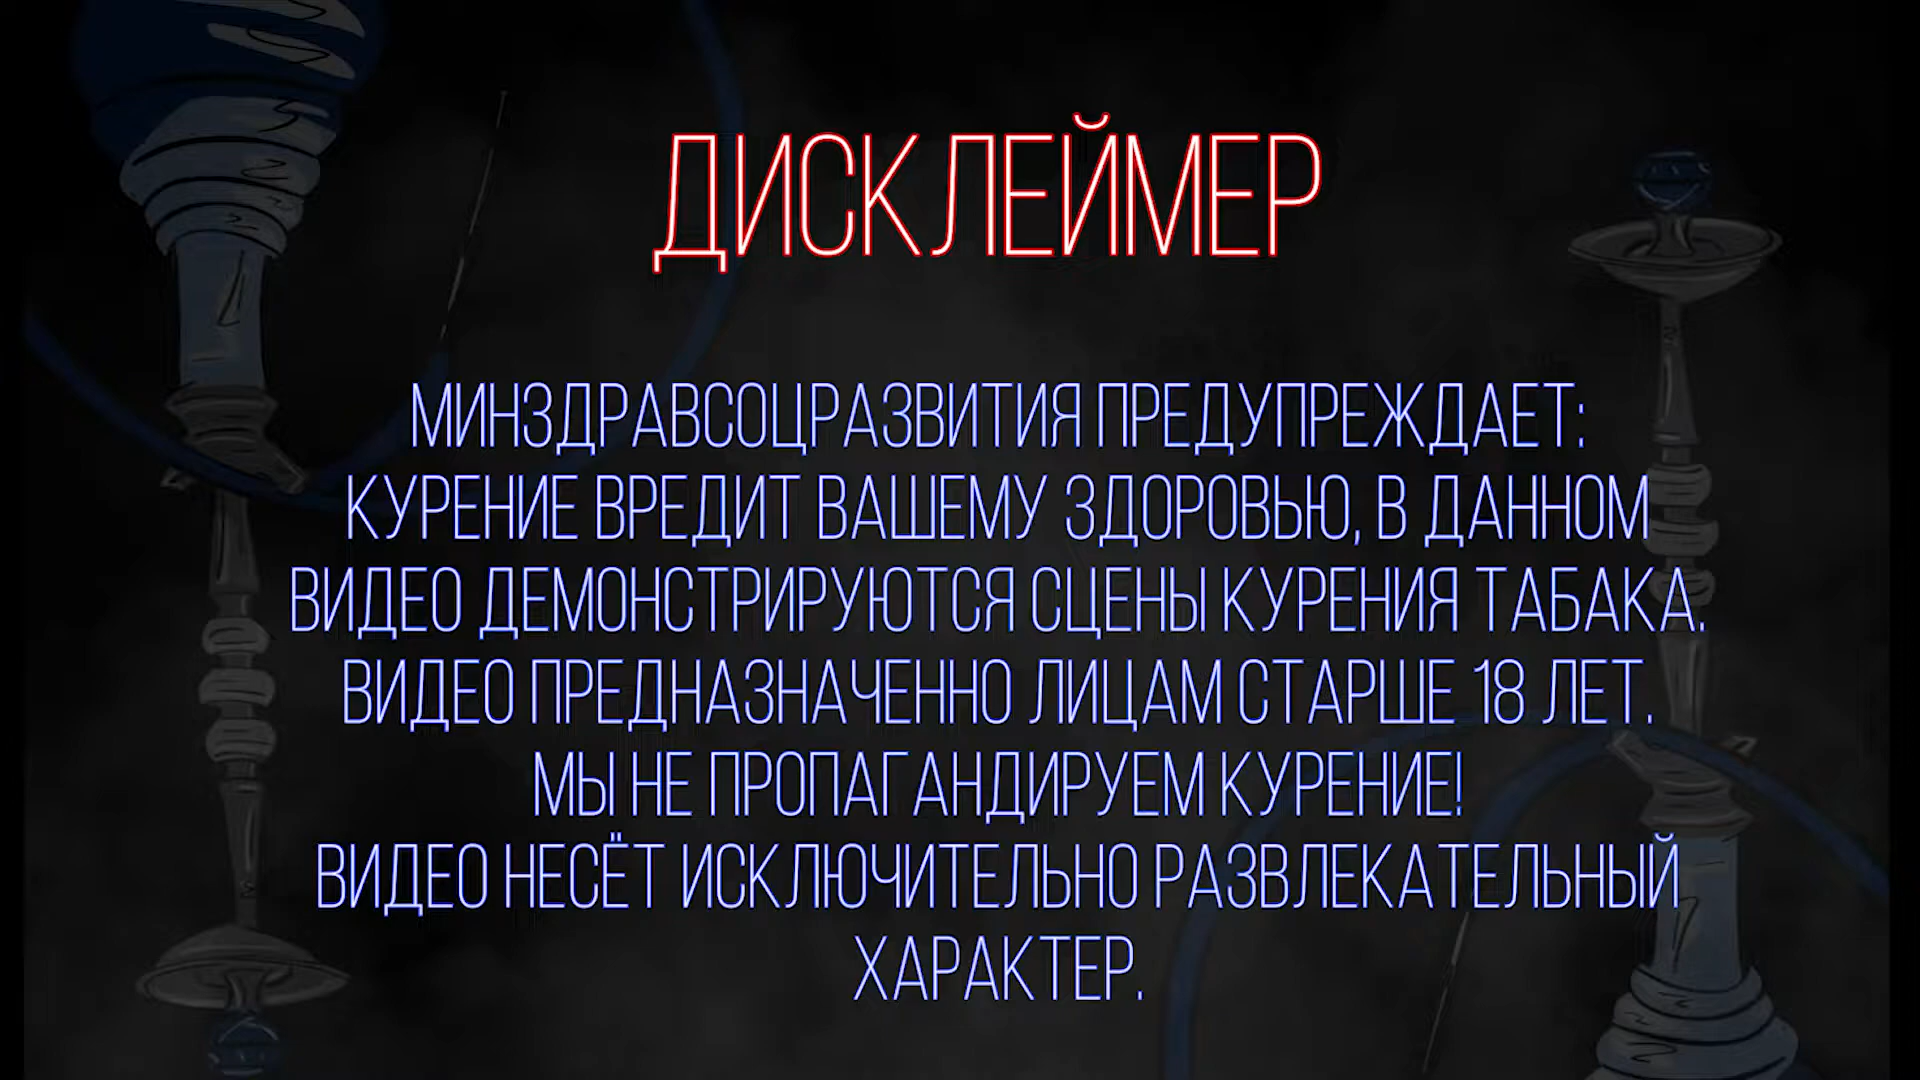 ДИСКЛЕЙМЕР
МИНЗДРАВСОЦРАЗВИТИЯ ПРЕДУПРЕЖДАЕТ:
КУРЕНИЕ ВРЕДИТ ВАШЕМУ ЗДОРОВЬЮ, В ДАННОМ
ВИДЕО ДЕМОНСТРИРУЮТСЯ СЦЕНЫ КУРЕНИЯ ТАБАКА.
ВИДЕО ПРЕДНАЗНАЧЕННО ЛИЦАМ СТАРШЕ 18 ЛЕТ.
МЫ НЕ ПРОПАГАНДИРУЕМ КУРЕНИЕ!
ВИДЕО НЕСЁТ ИСКЛЮЧИТЕЛЬНО РАЗВЛЕКАТЕЛЬНЫЙ
ХАРАКТЕР.